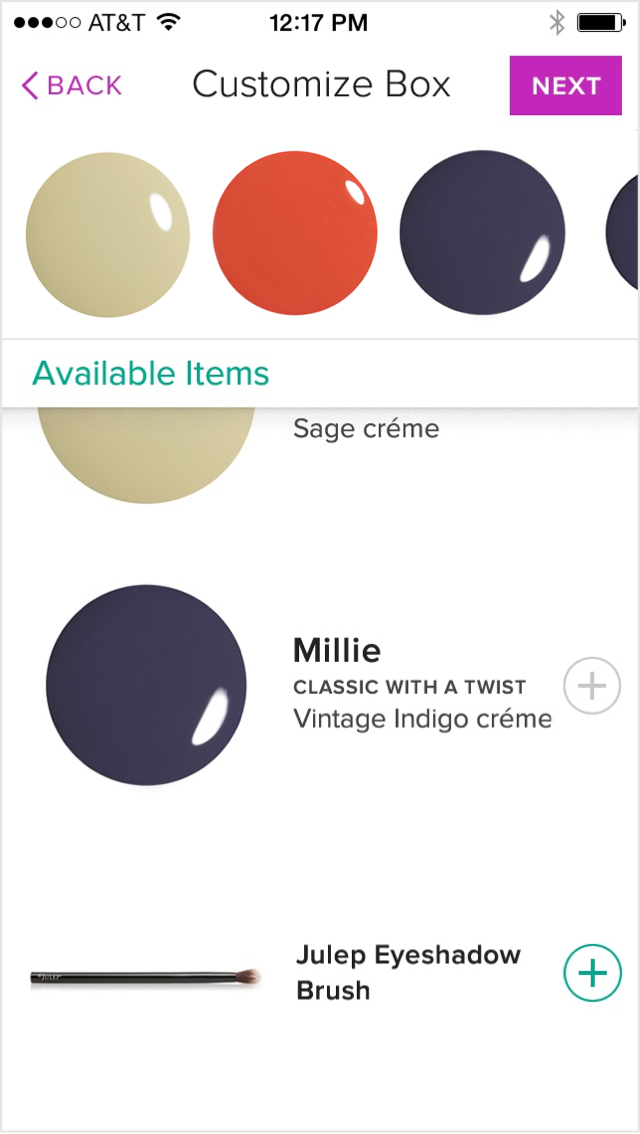 AT&T 12:17 PM
BACK Customize Box NEXT
Available Items
Sage créme
Millie
CLASSIC WITH A TWIST
Vintage Indigo créme
JULEP
Julep Eyeshadow
Brush